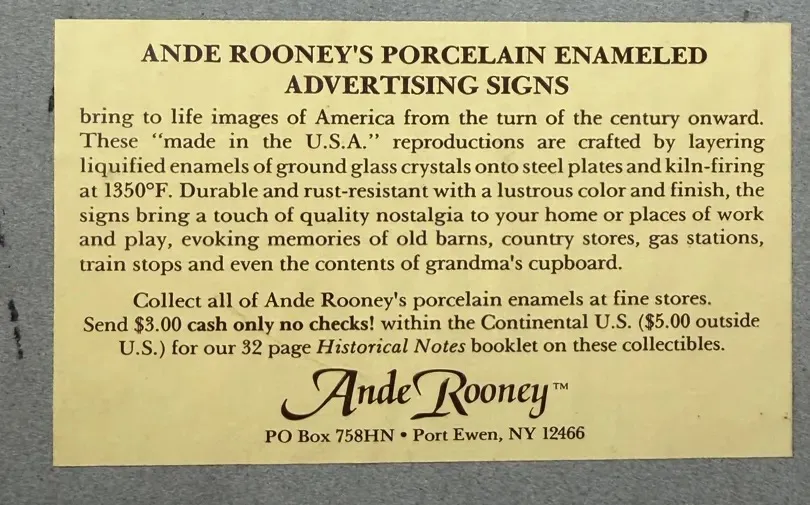 ANDE ROONEY'S PORCELAIN ENAMELED
ADVERTISING SIGNS
bring to life images of America from the turn of the century onward.
These "made in the U.S.A." reproductions are crafted by layering
liquified enamels of ground glass crystals onto steel plates and kiln-firing
at 1350°F. Durable and rust-resistant with a lustrous color and finish, the
signs bring a touch of quality nostalgia to your home or places of work
and play, evoking memories of old barns, country stores, gas stations,
train stops and even the contents of grandma's cupboard.
Collect all of Ande Rooney's porcelain enamels at fine stores.
Send $3.00 cash only no checks! within the Continental U.S. ($5.00 outside
U.S.) for our 32 page Historical Notes booklet on these collectibles.
Ande Rooney™
PO Box 758HN • Port Ewen, NY 12466